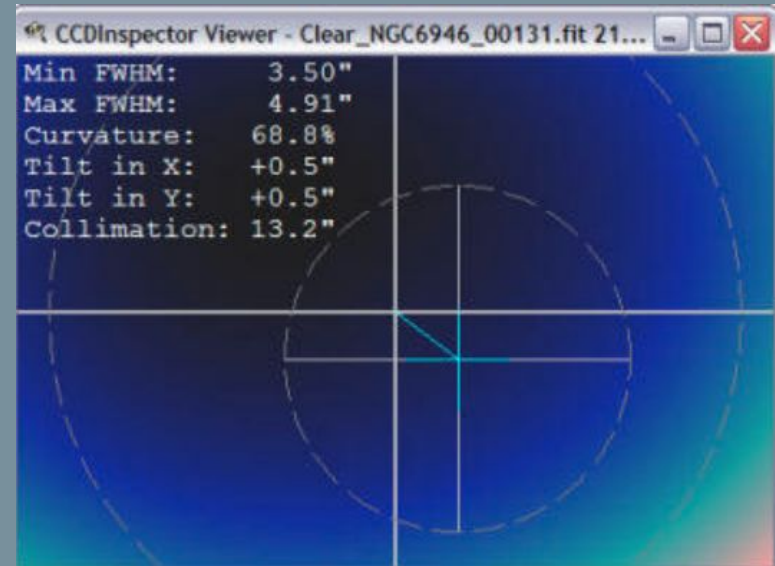 CCDInspector Viewer - Clear_NGC6946_00131.fit 21...
Min FWHM: 3.50"
Max FWHM: 4.91"
Curvature: 68.8%
Tilt in X: +0.5"
Tilt in Y: +0.5"
Collimation: 13.2"